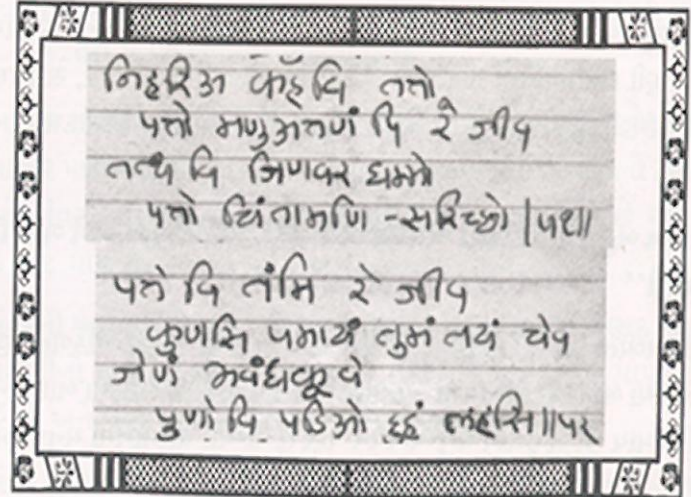 निहरिअ कहँ वि तत्तो
पत्तो मणुअत्तणं पि रे जीव
तत्थ वि जिणवर धम्मो
पत्तो चिंतामणि -सरिच्छो |५१॥
पत्ते वि तंमि रे जीव
कुणसि पमायं तुमं तयं चेव
जेणं भवंधकूवे
पुणो वि पडिओ दुहं लहसि॥५२